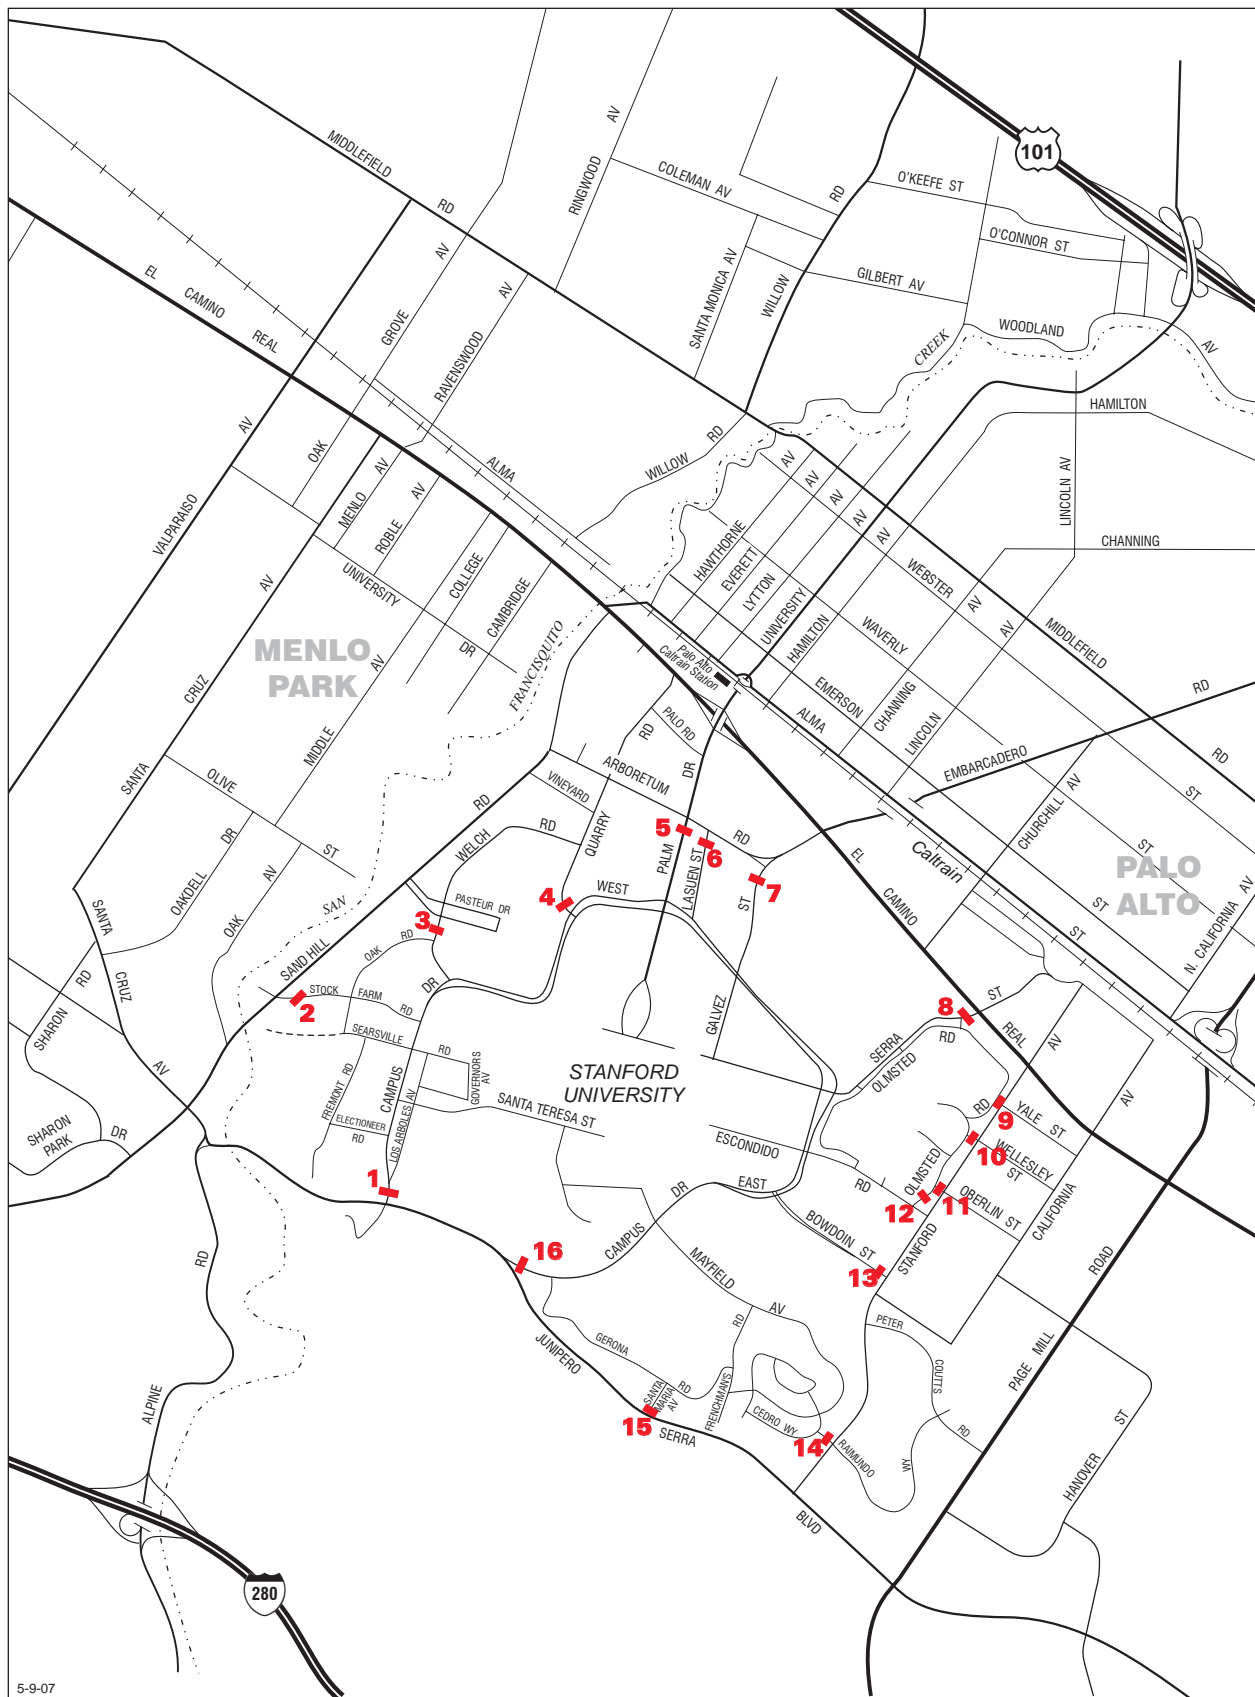 MIDDLEFIELD
RD
RINGWOOD
AV
COLEMAN AV
101
O'KEEFE ST
O'CONNOR ST
RD
WILLOW
SANTA MONICA AV
GILBERT AV
WOODLAND
AV
CREEK
EL
CAMINO
REAL
GROVE
AV
RAVENSWOOD
AV
HAMILTON
VALPARAISO
AV
OAK
MENLO
AV
ROBLE
AV
ALMA
WILLOW
RD
LINCOLN AV
CHANNING
COLLEGE
CAMBRIDGE
UNIVERSITY
DR
HAWTHORNE
AV
EVERETT
AV
LYTTON
AV
UNIVERSITY
AV
HAMILTON
AV
WEBSTER
ST
WAVERLY
ST
MIDDLEFIELD
RD
CHANNING
AV
LINCOLN
AV
EMERSON
ST
ALMA
ST
MENLO
PARK
FRANCISQUITO
Palo Alto
Caltrain Station
SANTA
CRUZ
AV
MIDDLE
AV
OLIVE
ST
OAKDELL
DR
OAK
AV
SAN
PALO RD
ARBORETUM
RD
VINEYARD
QUARRY
RD
WELCH
RD
PALM
DR
LASUEN ST
EMBARCADERO
RD
CHURCHILL
AV
PALO
ALTO
Caltrain
N. CALIFORNIA
AV
EL
CAMINO
REAL
5
6
7
4
3
2
PASTEUR DR
WEST
OAK
RD
STOCK
FARM
RD
SAND HILL
RD
SEARSVILLE
RD
SANTA
CRUZ
AV
SHARON
RD
SHARON
PARK
DR
FREMONT
RD
ELECTIONEER
RD
CAMPUS
DR
LOS ARBOLES
AV
GOVERNORS
AV
SANTA TERESA ST
STANFORD
UNIVERSITY
GALVEZ
ST
8
SERRA
ST
OLMSTED
RD
ESCONDIDO
RD
OLMSTED
RD
9
10
11
12
13
YALE
ST
WELLESLEY
ST
OBERLIN ST
CALIFORNIA
AV
STANFORD
AV
1
16
CAMPUS
DR
EAST
BOWDOIN
ST
MAYFIELD
AV
PAGE
MILL
ROAD
PETER
COUTTS
RD
JUNIPERO
SERRA
BLVD
GERONA
RD
SANTA
MARIA
AV
FRENCHMAN'S
RD
CEDRO WY
15
14
RAIMUNDO
WY
HANOVER
ST
ALPINE
RD
280
5-9-07